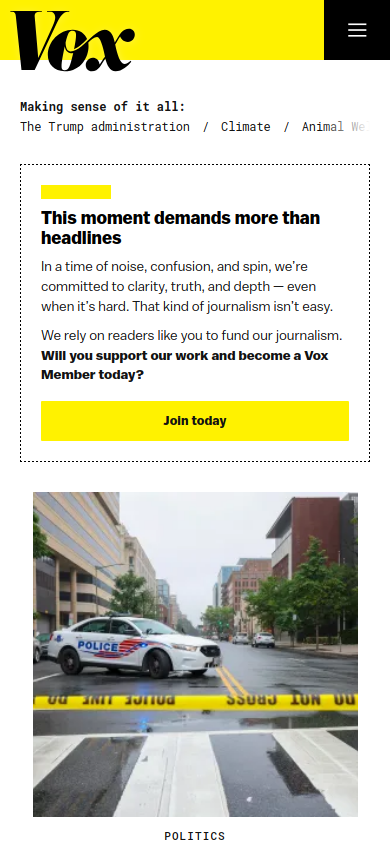 Vox
Making sense of it all:
The Trump administration / Climate / Animal We
This moment demands more than
headlines
In a time of noise, confusion, and spin, we're
committed to clarity, truth, and depth — even
when it's hard. That kind of journalism isn't easy.
We rely on readers like you to fund our journalism.
Will you support our work and become a Vox
Member today?
Join today
POLICE
POLICE LINE DO NOT CROSS
POLITICS